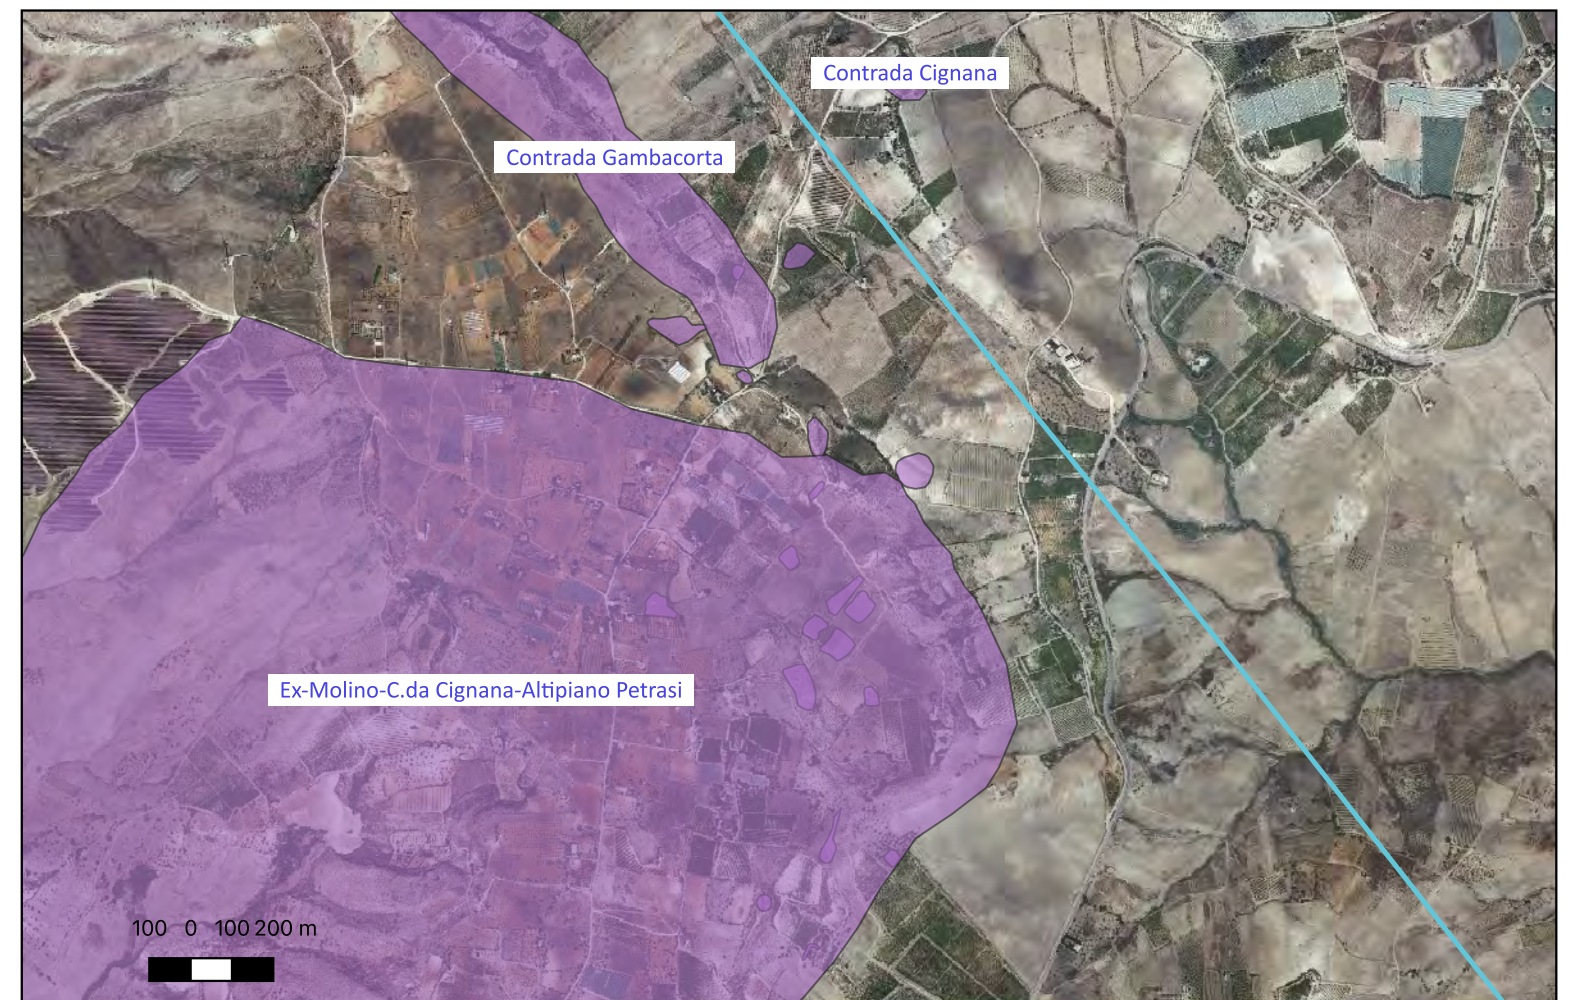 Contrada Cignana
Contrada Gambacorta
Ex-Molino-C.da Cignana-Altipiano Petrasi
100 0 100 200 m